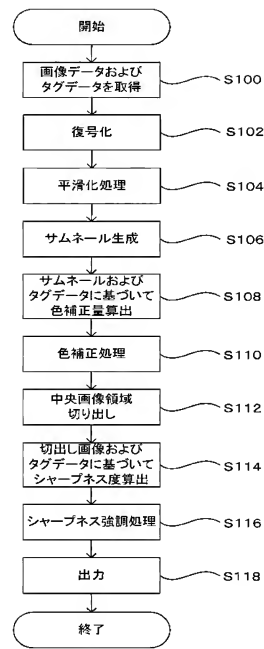 開始
画像データおよび
タグデータを取得
S100
復号化
S102
平滑化処理
S104
サムネール生成
S106
サムネールおよび
タグデータに基づいて
色補正量算出
S108
色補正処理
S110
中央画像領域
切り出し
S112
切出し画像および
タグデータに基づいて
シャープネス度算出
S114
シャープネス強調処理
S116
出力
S118
終了